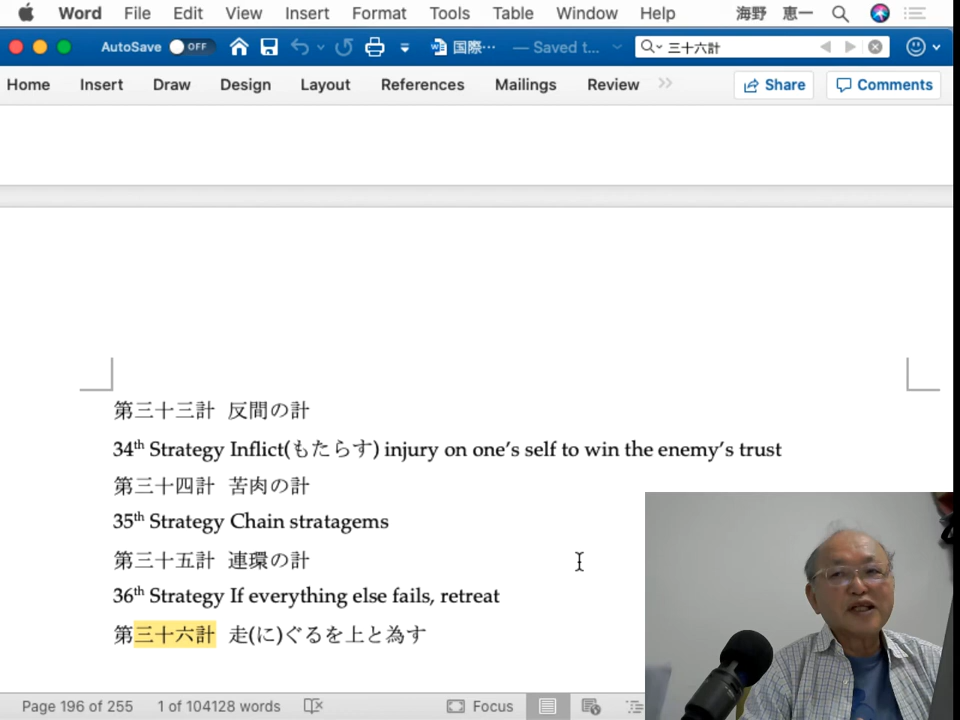 Word File Edit View Insert Format Tools Table Window Help 海野 恵一
AutoSave OFF 国際… — Saved t... 三十六計
Home Insert Draw Design Layout References Mailings Review Share Comments
第三十三計 反間の計
34th Strategy Inflict(もたらす) injury on one's self to win the enemy's trust
第三十四計 苦肉の計
35th Strategy Chain stratagems
第三十五計 連環の計
36th Strategy If everything else fails, retreat
第三十六計 走(に)ぐるを上と為す
Page 196 of 255 1 of 104128 words Focus